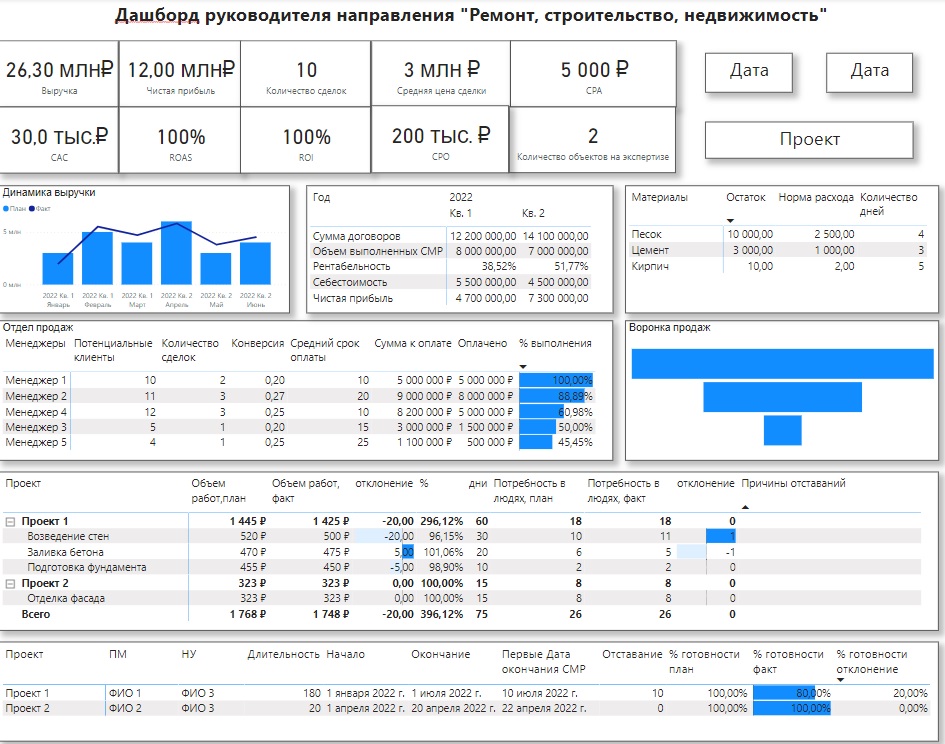 Дашборд руководителя направления "Ремонт, строительство, недвижимость"
26,30 МЛН₽ 12,00 МЛН₽ 10 3 МЛН ₽ 5 000 ₽ Дата Дата
Выручка Чистая прибыль Количество сделок Средняя цена сделки CPA
30,0 ТЫС.₽ 100% 100% 200 ТЫС. ₽ 2 Проект
CAC ROAS ROI CPO Количество объектов на экспертизе
Динамика выручки
План Факт
5 млн
0 млн
2022 Кв. 1 2022 Кв. 1 2022 Кв. 1 2022 Кв. 2 2022 Кв. 2 2022 Кв. 2
Январь Февраль Март Апрель Май Июнь
Год 2022
Кв. 1 Кв. 2
Сумма договоров 12 200 000,00 14 100 000,00
Объем выполненных СМР 8 000 000,00 7 000 000,00
Рентабельность 38,52% 51,77%
Себестоимость 5 500 000,00 4 500 000,00
Чистая прибыль 4 700 000,00 7 300 000,00
Материалы Остаток Норма расхода Количество
дней
Песок 10 000,00 2 500,00 4
Цемент 3 000,00 1 000,00 3
Кирпич 10,00 2,00 5
Отдел продаж
Менеджеры Потенциальные Количество Конверсия Средний срок Сумма к оплате Оплачено % выполнения
клиенты сделок оплаты
Менеджер 1 10 2 0,20 10 5 000 000 ₽ 5 000 000 ₽ 100,00%
Менеджер 2 11 3 0,27 20 9 000 000 ₽ 8 000 000 ₽ 88,89%
Менеджер 4 12 3 0,25 10 8 200 000 ₽ 5 000 000 ₽ 60,98%
Менеджер 3 5 1 0,20 15 3 000 000 ₽ 1 500 000 ₽ 50,00%
Менеджер 5 4 1 0,25 25 1 100 000 ₽ 500 000 ₽ 45,45%
Воронка продаж
Проект Объем Объем работ, отклонение % дни Потребность в Потребность в отклонение Причины отставаний
работ,план факт людях, план людях, факт
Проект 1 1 445 ₽ 1 425 ₽ -20,00 296,12% 60 18 18 0
Возведение стен 520 ₽ 500 ₽ -20,00 96,15% 30 10 11 1
Заливка бетона 470 ₽ 475 ₽ 5,00 101,06% 20 6 5 -1
Подготовка фундамента 455 ₽ 450 ₽ -5,00 98,90% 10 2 2 0
Проект 2 323 ₽ 323 ₽ 0,00 100,00% 15 8 8 0
Отделка фасада 323 ₽ 323 ₽ 0,00 100,00% 15 8 8 0
Всего 1 768 ₽ 1 748 ₽ -20,00 396,12% 75 26 26 0
Проект ПМ НУ Длительность Начало Окончание Первые Дата Отставание % готовности % готовности % готовности
окончания СМР план факт отклонение
Проект 1 ФИО 1 ФИО 3 180 1 января 2022 г. 1 июля 2022 г. 10 июля 2022 г. 10 100,00% 80,00% 20,00%
Проект 2 ФИО 2 ФИО 3 20 1 апреля 2022 г. 20 апреля 2022 г. 22 апреля 2022 г. 0 100,00% 100,00% 0,00%